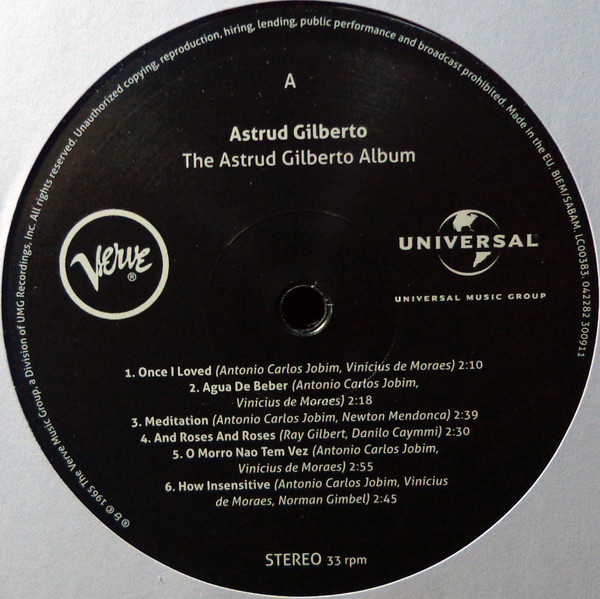 A
Astrud Gilberto
The Astrud Gilberto Album
Verve®
UNIVERSAL
UNIVERSAL MUSIC GROUP
1. Once I Loved (Antonio Carlos Jobim, Vinícius de Moraes) 2:10
2. Agua De Beber (Antonio Carlos Jobim,
Vinicius de Moraes) 2:18
3. Meditation (Antonio Carlos Jobim, Newton Mendonca) 2:39
4. And Roses And Roses (Ray Gilbert, Danilo Caymmi) 2:30
5. O Morro Nao Tem Vez (Antonio Carlos Jobim,
Vinicius de Moraes) 2:55
6. How Insensitive (Antonio Carlos Jobim, Vinícius
de Moraes, Norman Gimbel) 2:45
STEREO 33 rpm
℗ & © 1965 The Verve Music Group, a Division of UMG Recordings, Inc. All rights reserved. Unauthorized copying, reproduction, hiring, lending, public performance and broadcast prohibited. Made in the EU. BIEM/SABAM. LC00383. 042282 300911